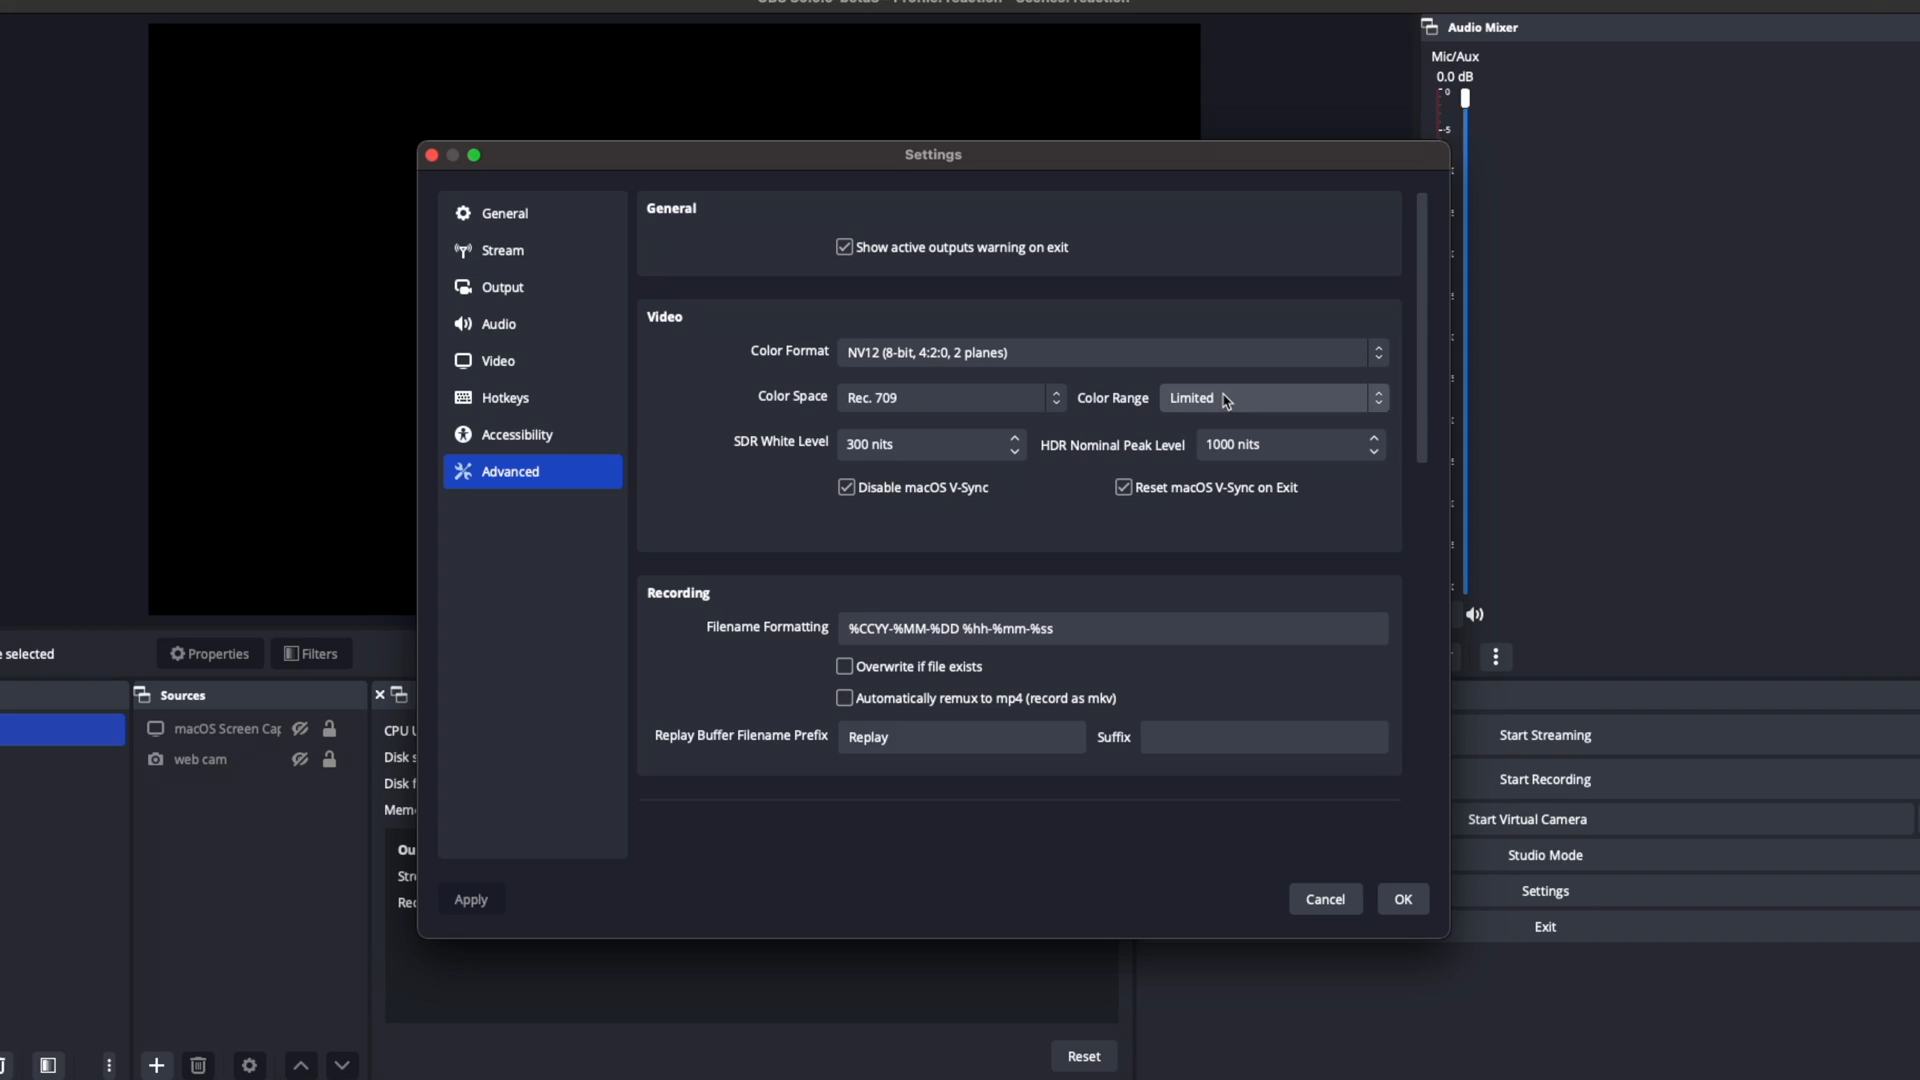 Audio Mixer
Mic/Aux
0.0 dB
0
-5
Settings
General
Stream
Output
Audio
Video
Hotkeys
Accessibility
Advanced
General
Show active outputs warning on exit
Video
Color Format NV12 (8-bit, 4:2:0, 2 planes)
Color Space Rec. 709 Color Range Limited
SDR White Level 300 nits HDR Nominal Peak Level 1000 nits
Disable macOS V-Sync Reset macOS V-Sync on Exit
Recording
Filename Formatting %CCYY-%MM-%DD %hh-%mm-%ss
Overwrite if file exists
Automatically remux to mp4 (record as mkv)
Replay Buffer Filename Prefix Replay Suffix
Apply Cancel OK
selected Properties Filters
Sources
macOS Screen Cap
web cam
CPU
Disk
Disk
Start Streaming
Start Recording
Start Virtual Camera
Studio Mode
Settings
Exit
Reset